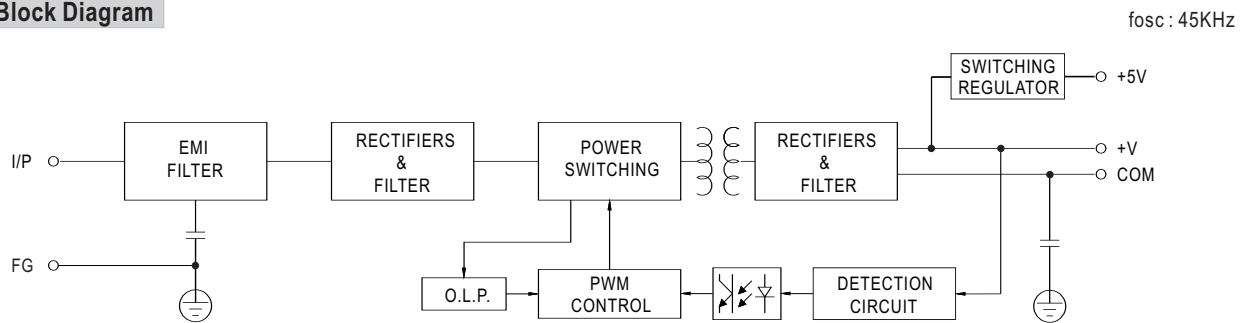 Block Diagram
fosc : 45KHz
SWITCHING
REGULATOR
+5V
I/P
EMI
FILTER
RECTIFIERS
&
FILTER
POWER
SWITCHING
RECTIFIERS
&
FILTER
+V
COM
FG
O.L.P.
PWM
CONTROL
DETECTION
CIRCUIT